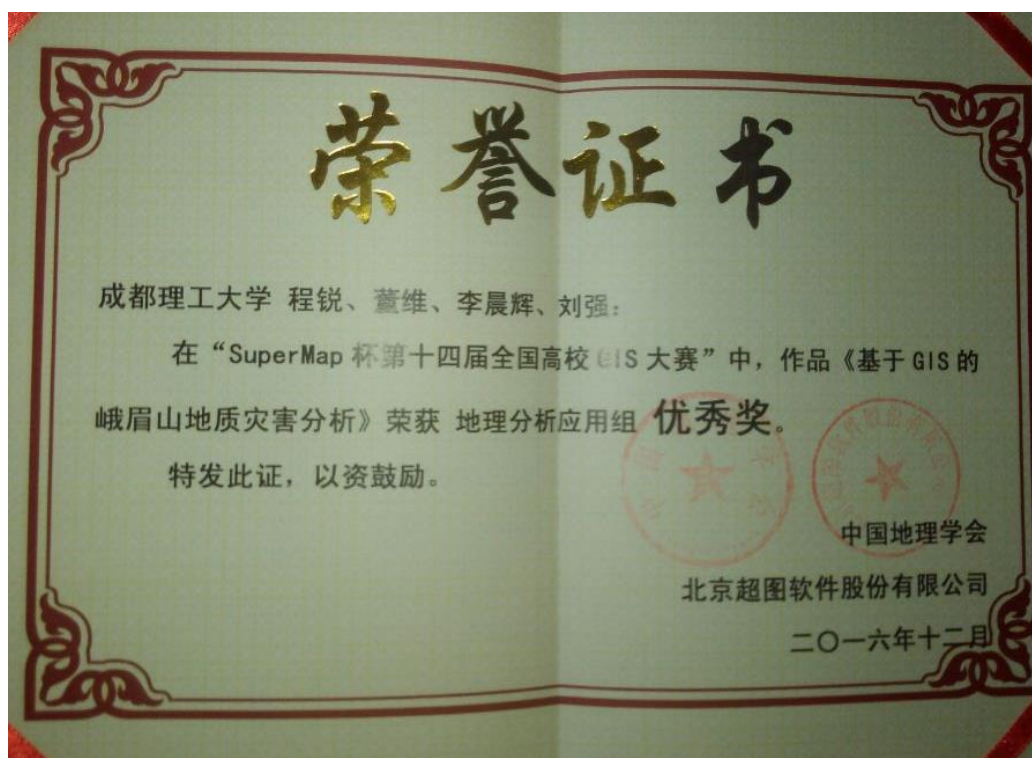 荣誉证书
成都理工大学 程锐、董维、李晨辉、刘强：
在“SuperMap 杯第十四届全国高校 GIS 大赛”中，作品《基于 GIS 的
峨眉山地质灾害分析》荣获 地理分析应用组 优秀奖。
特发此证，以资鼓励。
中国地理学会
北京超图软件股份有限公司
二〇一六年十二月